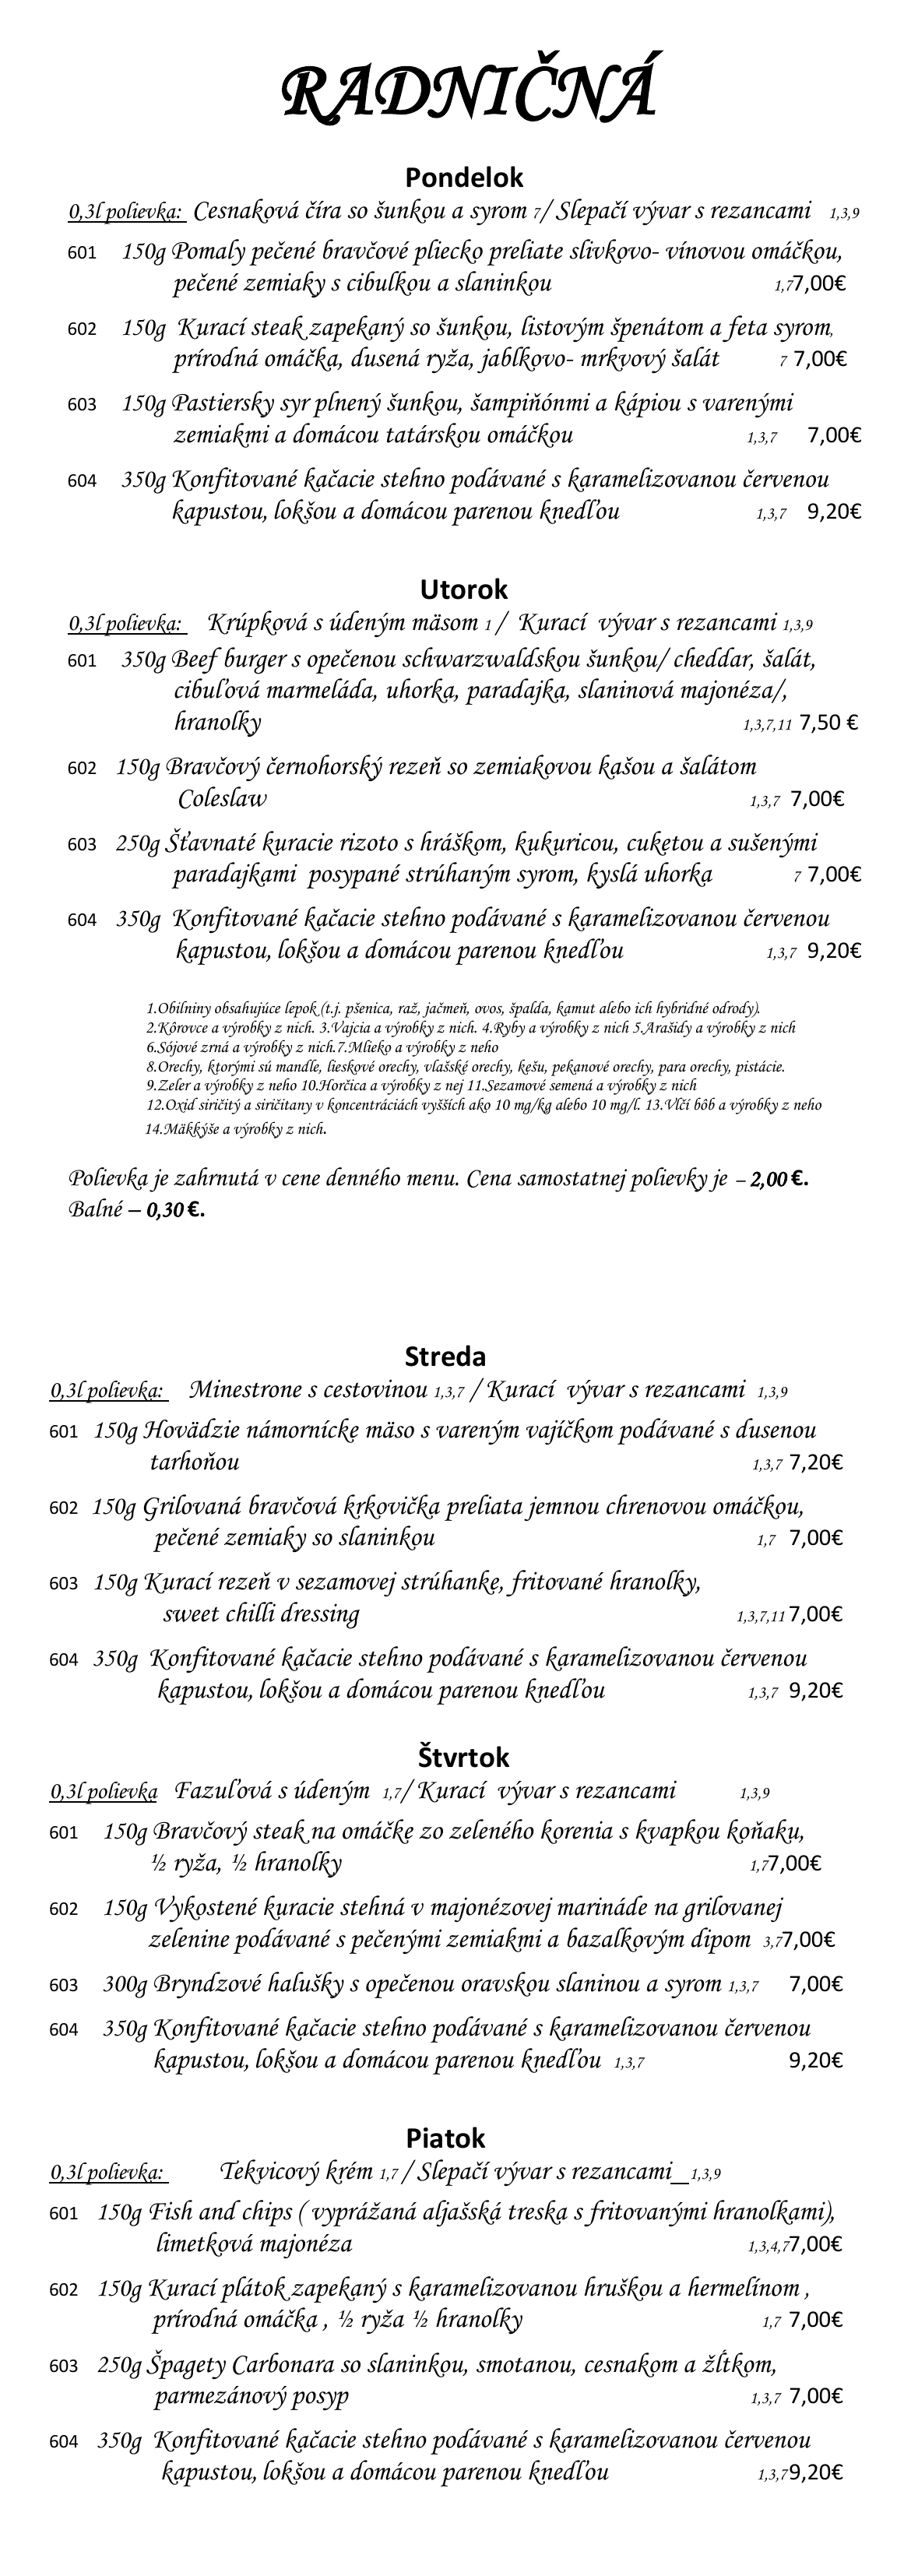 RADNIČNÁ
Pondelok
0,3l polievka: Cesnaková číra so šunkou a syrom 7/ Slepačí vývar s rezancami 1,3,9
601 150g Pomaly pečené bravčové pliecko preliate slivkovo- vínovou omáčkou,
pečené zemiaky s cibulkou a slaninkou 1,77,00€
602 150g Kurací steak zapekaný so šunkou, listovým špenátom a feta syrom,
prírodná omáčka, dusená ryža, jablkovo- mrkvový šalát 7 7,00€
603 150g Pastiersky syr plnený šunkou, šampiňónmi a kápiou s varenými
zemiakmi a domácou tatárskou omáčkou 1,3,7 7,00€
604 350g Konfitované kačacie stehno podávané s karamelizovanou červenou
kapustou, lokšou a domácou parenou knedľou 1,3,7 9,20€
Utorok
0,3l polievka: Krúpková s údeným mäsom 1 / Kurací vývar s rezancami 1,3,9
601 350g Beef burger s opečenou schwarzwaldskou šunkou/ cheddar, šalát,
cibuľová marmeláda, uhorka, paradajka, slaninová majonéza/,
hranolky 1,3,7,11 7,50 €
602 150g Bravčový černohorský rezeň so zemiakovou kašou a šalátom
Coleslaw 1,3,7 7,00€
603 250g Šťavnaté kuracie rizoto s hráškom, kukuricou, cuketou a sušenými
paradajkami posypané strúhaným syrom, kyslá uhorka 7 7,00€
604 350g Konfitované kačacie stehno podávané s karamelizovanou červenou
kapustou, lokšou a domácou parenou knedľou 1,3,7 9,20€
1.Obilniny obsahujúce lepok (t.j. pšenica, raž, jačmeň, ovos, špalda, kamut alebo ich hybridné odrody).
2.Kôrovce a výrobky z nich. 3.Vajcia a výrobky z nich. 4.Ryby a výrobky z nich 5.Arašidy a výrobky z nich
6.Sójové zrná a výrobky z nich.7.Mlieko a výrobky z neho
8.Orechy, ktorými sú mandle, lieskové orechy, vlašské orechy, kešu, pekanové orechy, para orechy, pistácie.
9.Zeler a výrobky z neho 10.Horčica a výrobky z nej 11.Sezamové semená a výrobky z nich
12.Oxid siričitý a siričitany v koncentráciách vyšších ako 10 mg/kg alebo 10 mg/l. 13.Vlčí bôb a výrobky z neho
14.Mäkkýše a výrobky z nich.
Polievka je zahrnutá v cene denného menu. Cena samostatnej polievky je – 2,00 €.
Balné – 0,30 €.
Streda
0,3l polievka: Minestrone s cestovinou 1,3,7 / Kurací vývar s rezancami 1,3,9
601 150g Hovädzie námornícke mäso s vareným vajíčkom podávané s dusenou
tarhoňou 1,3,7 7,20€
602 150g Grilovaná bravčová krkovička preliata jemnou chrenovou omáčkou,
pečené zemiaky so slaninkou 1,7 7,00€
603 150g Kurací rezeň v sezamovej strúhanke, fritované hranolky,
sweet chilli dressing 1,3,7,11 7,00€
604 350g Konfitované kačacie stehno podávané s karamelizovanou červenou
kapustou, lokšou a domácou parenou knedľou 1,3,7 9,20€
Štvrtok
0,3l polievka Fazuľová s údeným 1,7/ Kurací vývar s rezancami 1,3,9
601 150g Bravčový steak na omáčke zo zeleného korenia s kvapkou koňaku,
½ ryža, ½ hranolky 1,77,00€
602 150g Vykostené kuracie stehná v majonézovej marináde na grilovanej
zelenine podávané s pečenými zemiakmi a bazalkovým dipom 3,77,00€
603 300g Bryndzové halušky s opečenou oravskou slaninou a syrom 1,3,7 7,00€
604 350g Konfitované kačacie stehno podávané s karamelizovanou červenou
kapustou, lokšou a domácou parenou knedľou 1,3,7 9,20€
Piatok
0,3l polievka: Tekvicový krém 1,7 / Slepačí vývar s rezancami_1,3,9
601 150g Fish and chips ( vyprážaná aljašská treska s fritovanými hranolkami),
limetková majonéza 1,3,4,77,00€
602 150g Kurací plátok zapekaný s karamelizovanou hruškou a hermelínom ,
prírodná omáčka , ½ ryža ½ hranolky 1,7 7,00€
603 250g Špagety Carbonara so slaninkou, smotanou, cesnakom a žĺtkom,
parmezánový posyp 1,3,7 7,00€
604 350g Konfitované kačacie stehno podávané s karamelizovanou červenou
kapustou, lokšou a domácou parenou knedľou 1,3,79,20€